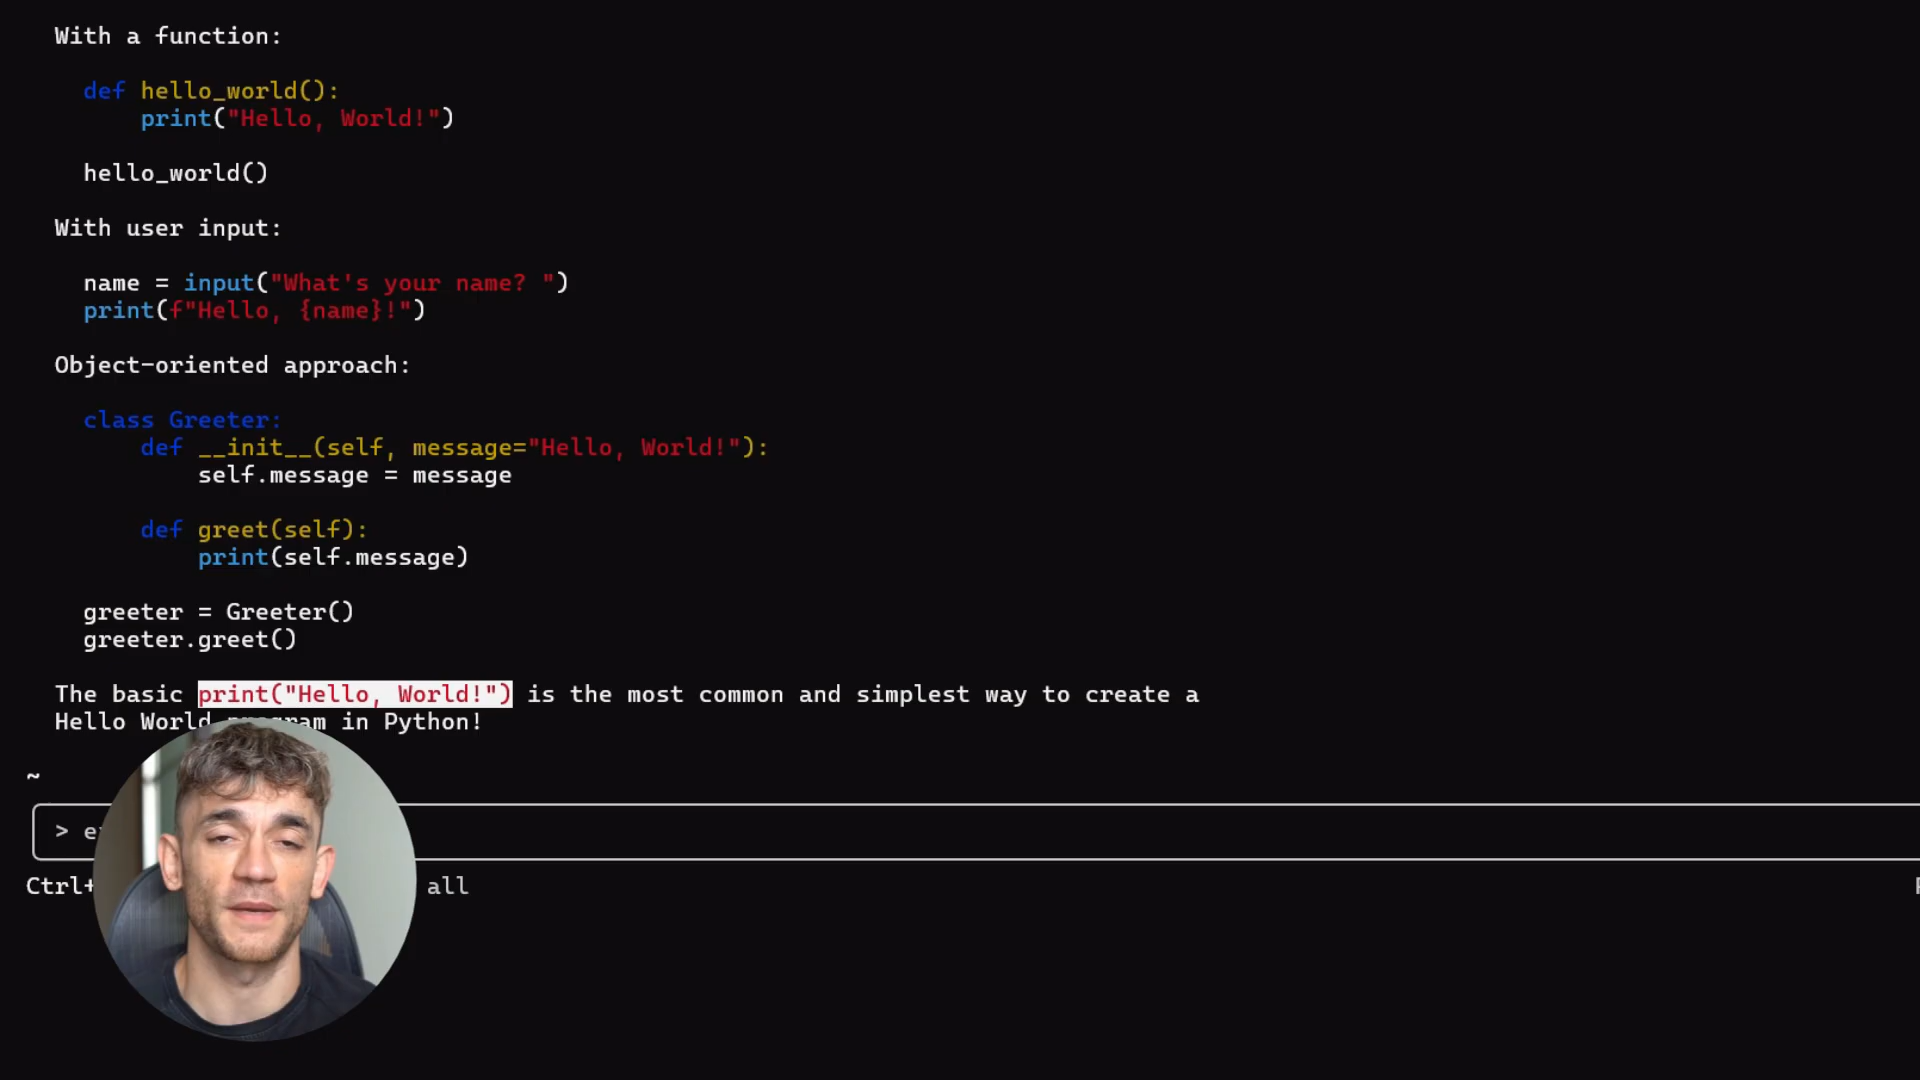 With a function:
def hello_world():
print("Hello, World!")
hello_world()
With user input:
name = input("What's your name? ")
print(f"Hello, {name}!")
Object-oriented approach:
class Greeter:
def __init__(self, message="Hello, World!"):
self.message = message
def greet(self):
print(self.message)
greeter = Greeter()
greeter.greet()
The basic print("Hello, World!") is the most common and simplest way to create a
Hello World program in Python!
~
>
Ctrl+ all